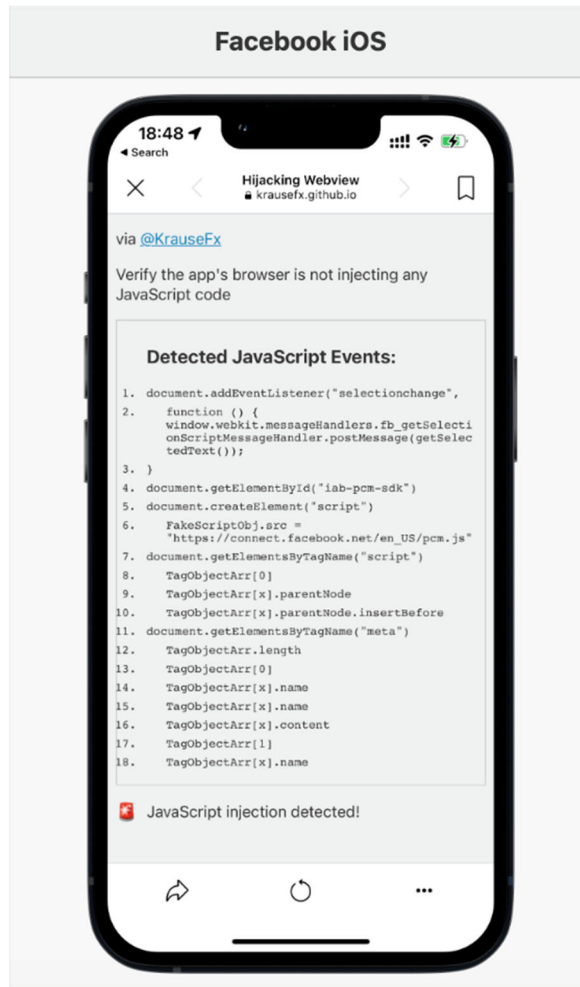 Facebook iOS
18:48
◀ Search
Hijacking Webview
krausefx.github.io
via @KrauseFx
Verify the app's browser is not injecting any
JavaScript code
Detected JavaScript Events:
1. document.addEventListener("selectionchange",
2. function () {
window.webkit.messageHandlers.fb_getSelecti
onScriptMessageHandler.postMessage(getSelec
tedText());
3. }
4. document.getElementById("iab-pcm-sdk")
5. document.createElement("script")
6. FakeScriptObj.src =
"https://connect.facebook.net/en_US/pcm.js"
7. document.getElementsByTagName("script")
8. TagObjectArr[0]
9. TagObjectArr[x].parentNode
10. TagObjectArr[x].parentNode.insertBefore
11. document.getElementsByTagName("meta")
12. TagObjectArr.length
13. TagObjectArr[0]
14. TagObjectArr[x].name
15. TagObjectArr[x].name
16. TagObjectArr[x].content
17. TagObjectArr[1]
18. TagObjectArr[x].name
🚨 JavaScript injection detected!